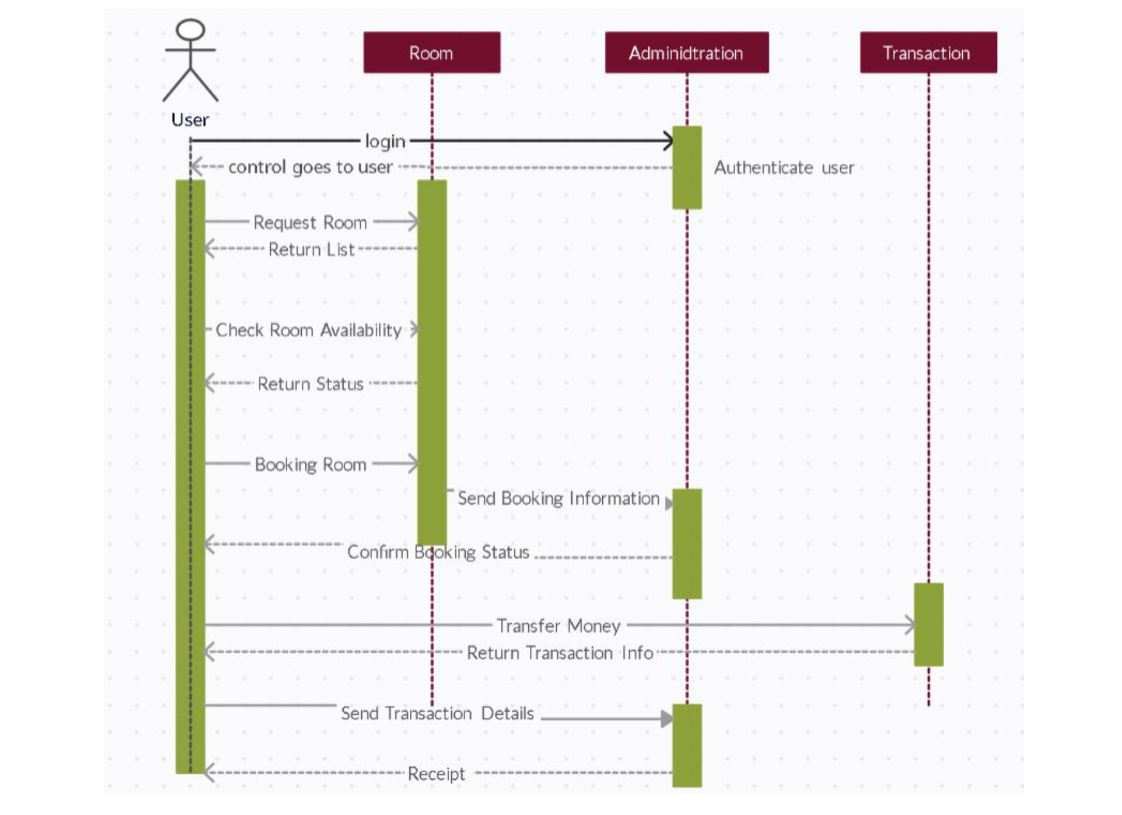 Room
Adminidtration
Transaction
User
login
control goes to user
Authenticate user
Request Room
Return List
Check Room Availability
Return Status
Booking Room
Send Booking Information
Confirm Booking Status
Transfer Money
Return Transaction Info
Send Transaction Details
Receipt